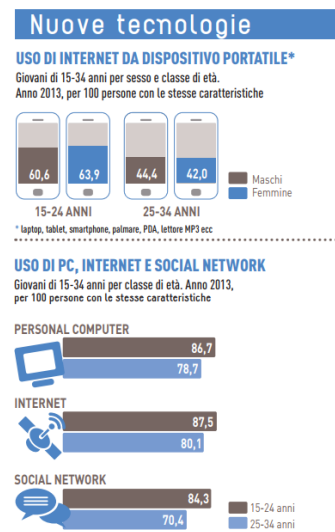 Nuove tecnologie
USO DI INTERNET DA DISPOSITIVO PORTATILE*
Giovani di 15-34 anni per sesso e classe di età.
Anno 2013, per 100 persone con le stesse caratteristiche
60,6 63,9 44,4 42,0
Maschi
Femmine
15-24 ANNI 25-34 ANNI
* laptop, tablet, smartphone, palmare, PDA, lettore MP3 ecc
USO DI PC, INTERNET E SOCIAL NETWORK
Giovani di 15-34 anni per classe di età. Anno 2013,
per 100 persone con le stesse caratteristiche
PERSONAL COMPUTER
86,7
78,7
INTERNET
87,5
80,1
SOCIAL NETWORK
84,3
70,4
15-24 anni
25-34 anni